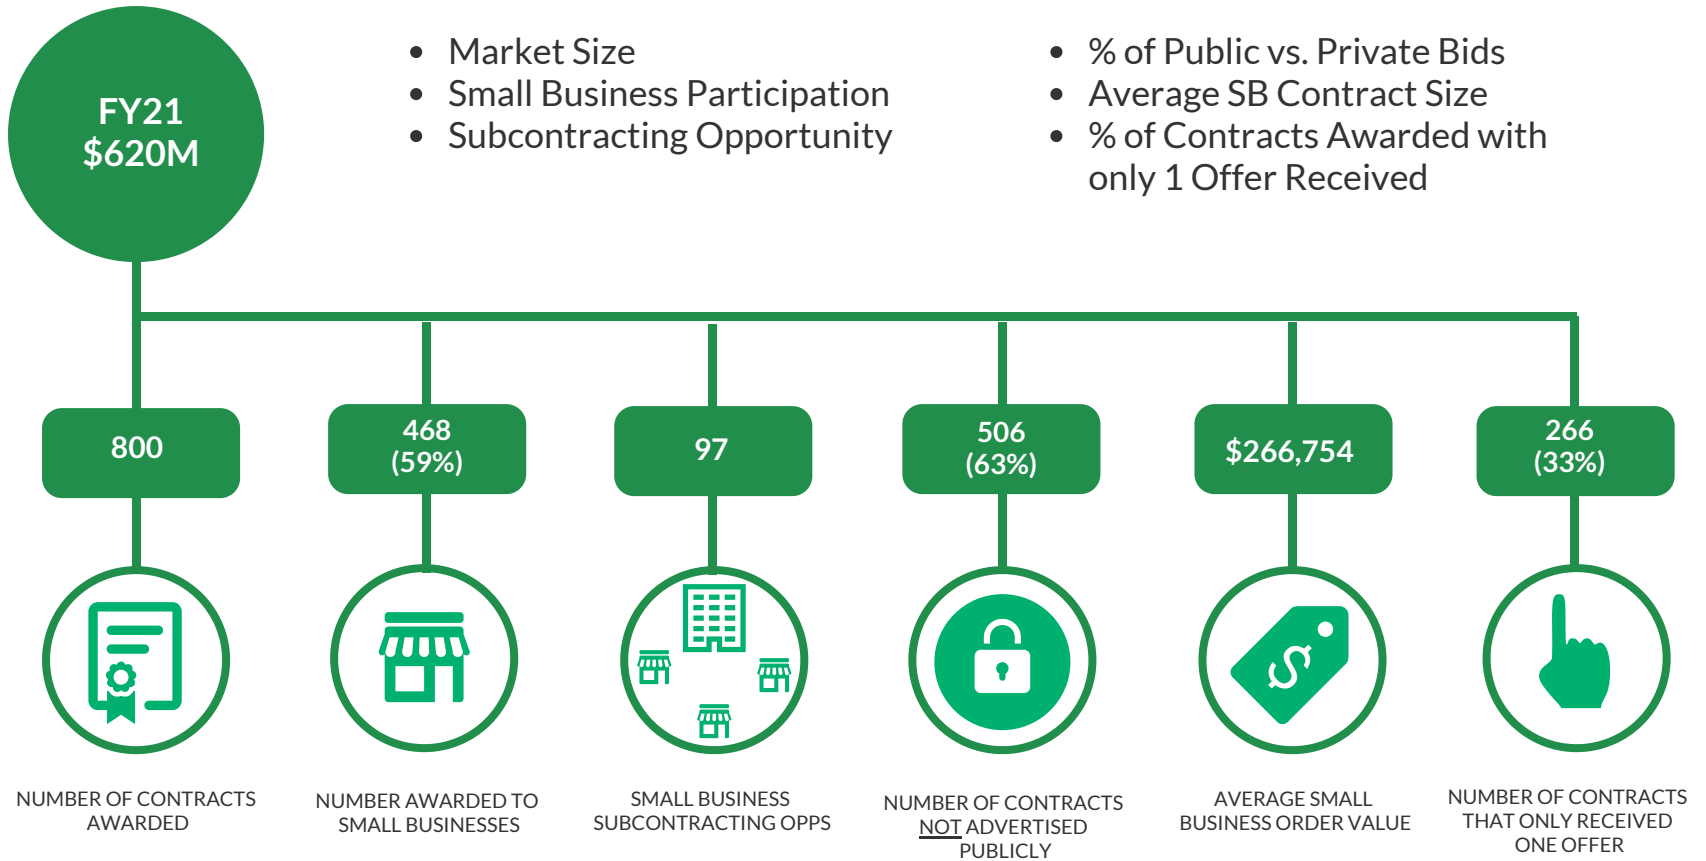 FY21
$620M
• Market Size
• Small Business Participation
• Subcontracting Opportunity
• % of Public vs. Private Bids
• Average SB Contract Size
• % of Contracts Awarded with
only 1 Offer Received
800
468
(59%)
97
506
(63%)
$266,754
266
(33%)
$
NUMBER OF CONTRACTS
AWARDED
NUMBER AWARDED TO
SMALL BUSINESSES
SMALL BUSINESS
SUBCONTRACTING OPPS
NUMBER OF CONTRACTS
NOT ADVERTISED
PUBLICLY
AVERAGE SMALL
BUSINESS ORDER VALUE
NUMBER OF CONTRACTS
THAT ONLY RECEIVED
ONE OFFER